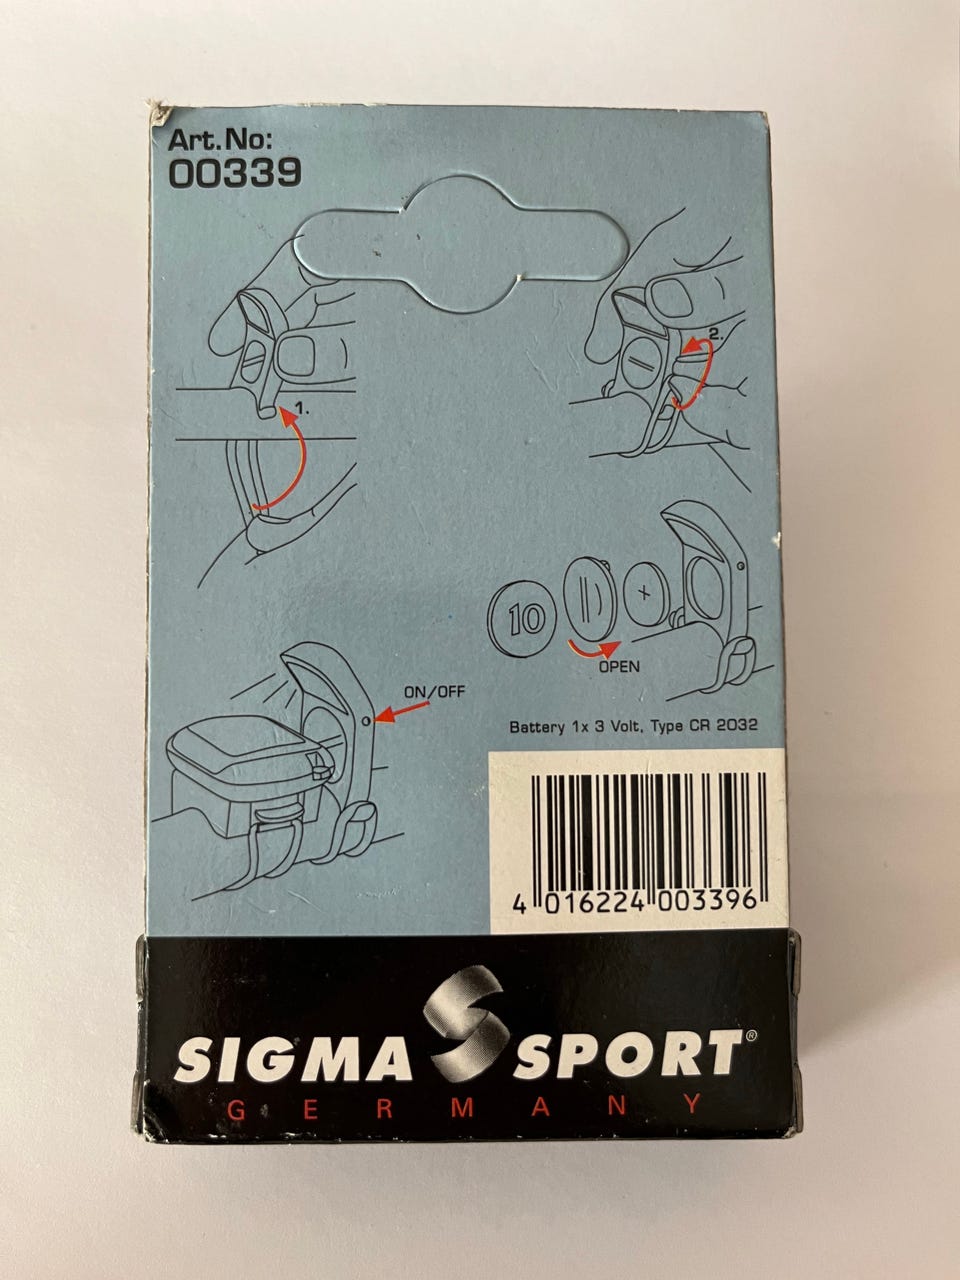 Art.No:
00339
1.
2.
10
+
OPEN
ON/OFF
Battery 1x 3 Volt, Type CR 2032
4 016224 003396
SIGMA SPORT®
GERMANY